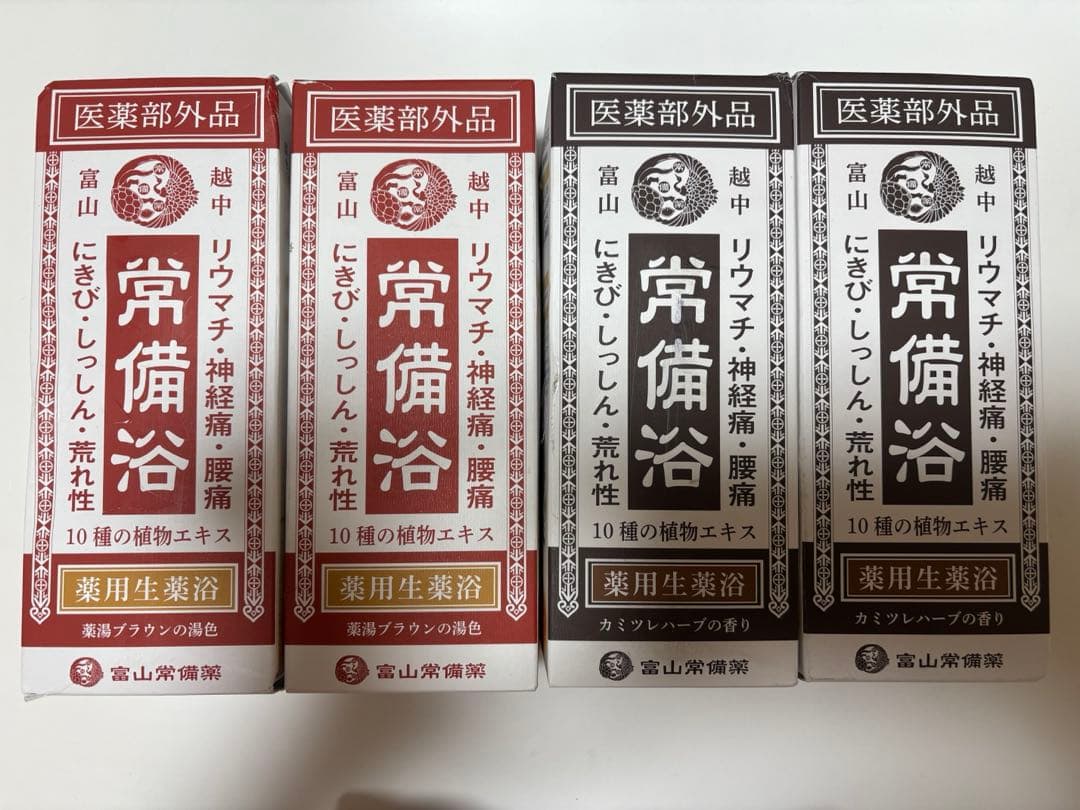 医薬部外品
越中
富山
リウマチ・神経痛・腰痛
常備浴
にきび・しっしん・荒れ性
10種の植物エキス
薬用生薬浴
薬湯ブラウンの湯色
富山常備薬
医薬部外品
越中
富山
リウマチ・神経痛・腰痛
常備浴
にきび・しっしん・荒れ性
10種の植物エキス
薬用生薬浴
薬湯ブラウンの湯色
富山常備薬
医薬部外品
越中
富山
リウマチ・神経痛・腰痛
常備浴
にきび・しっしん・荒れ性
10種の植物エキス
薬用生薬浴
カミツレハーブの香り
富山常備薬
医薬部外品
越中
富山
リウマチ・神経痛・腰痛
常備浴
にきび・しっしん・荒れ性
10種の植物エキス
薬用生薬浴
カミツレハーブの香り
富山常備薬